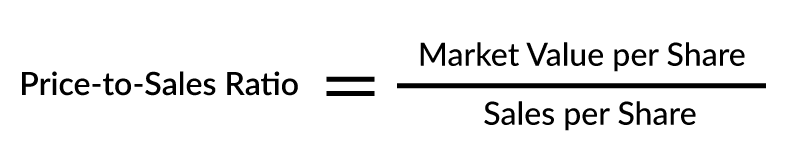 Price-to-Sales Ratio =
Market Value per Share
Sales per Share